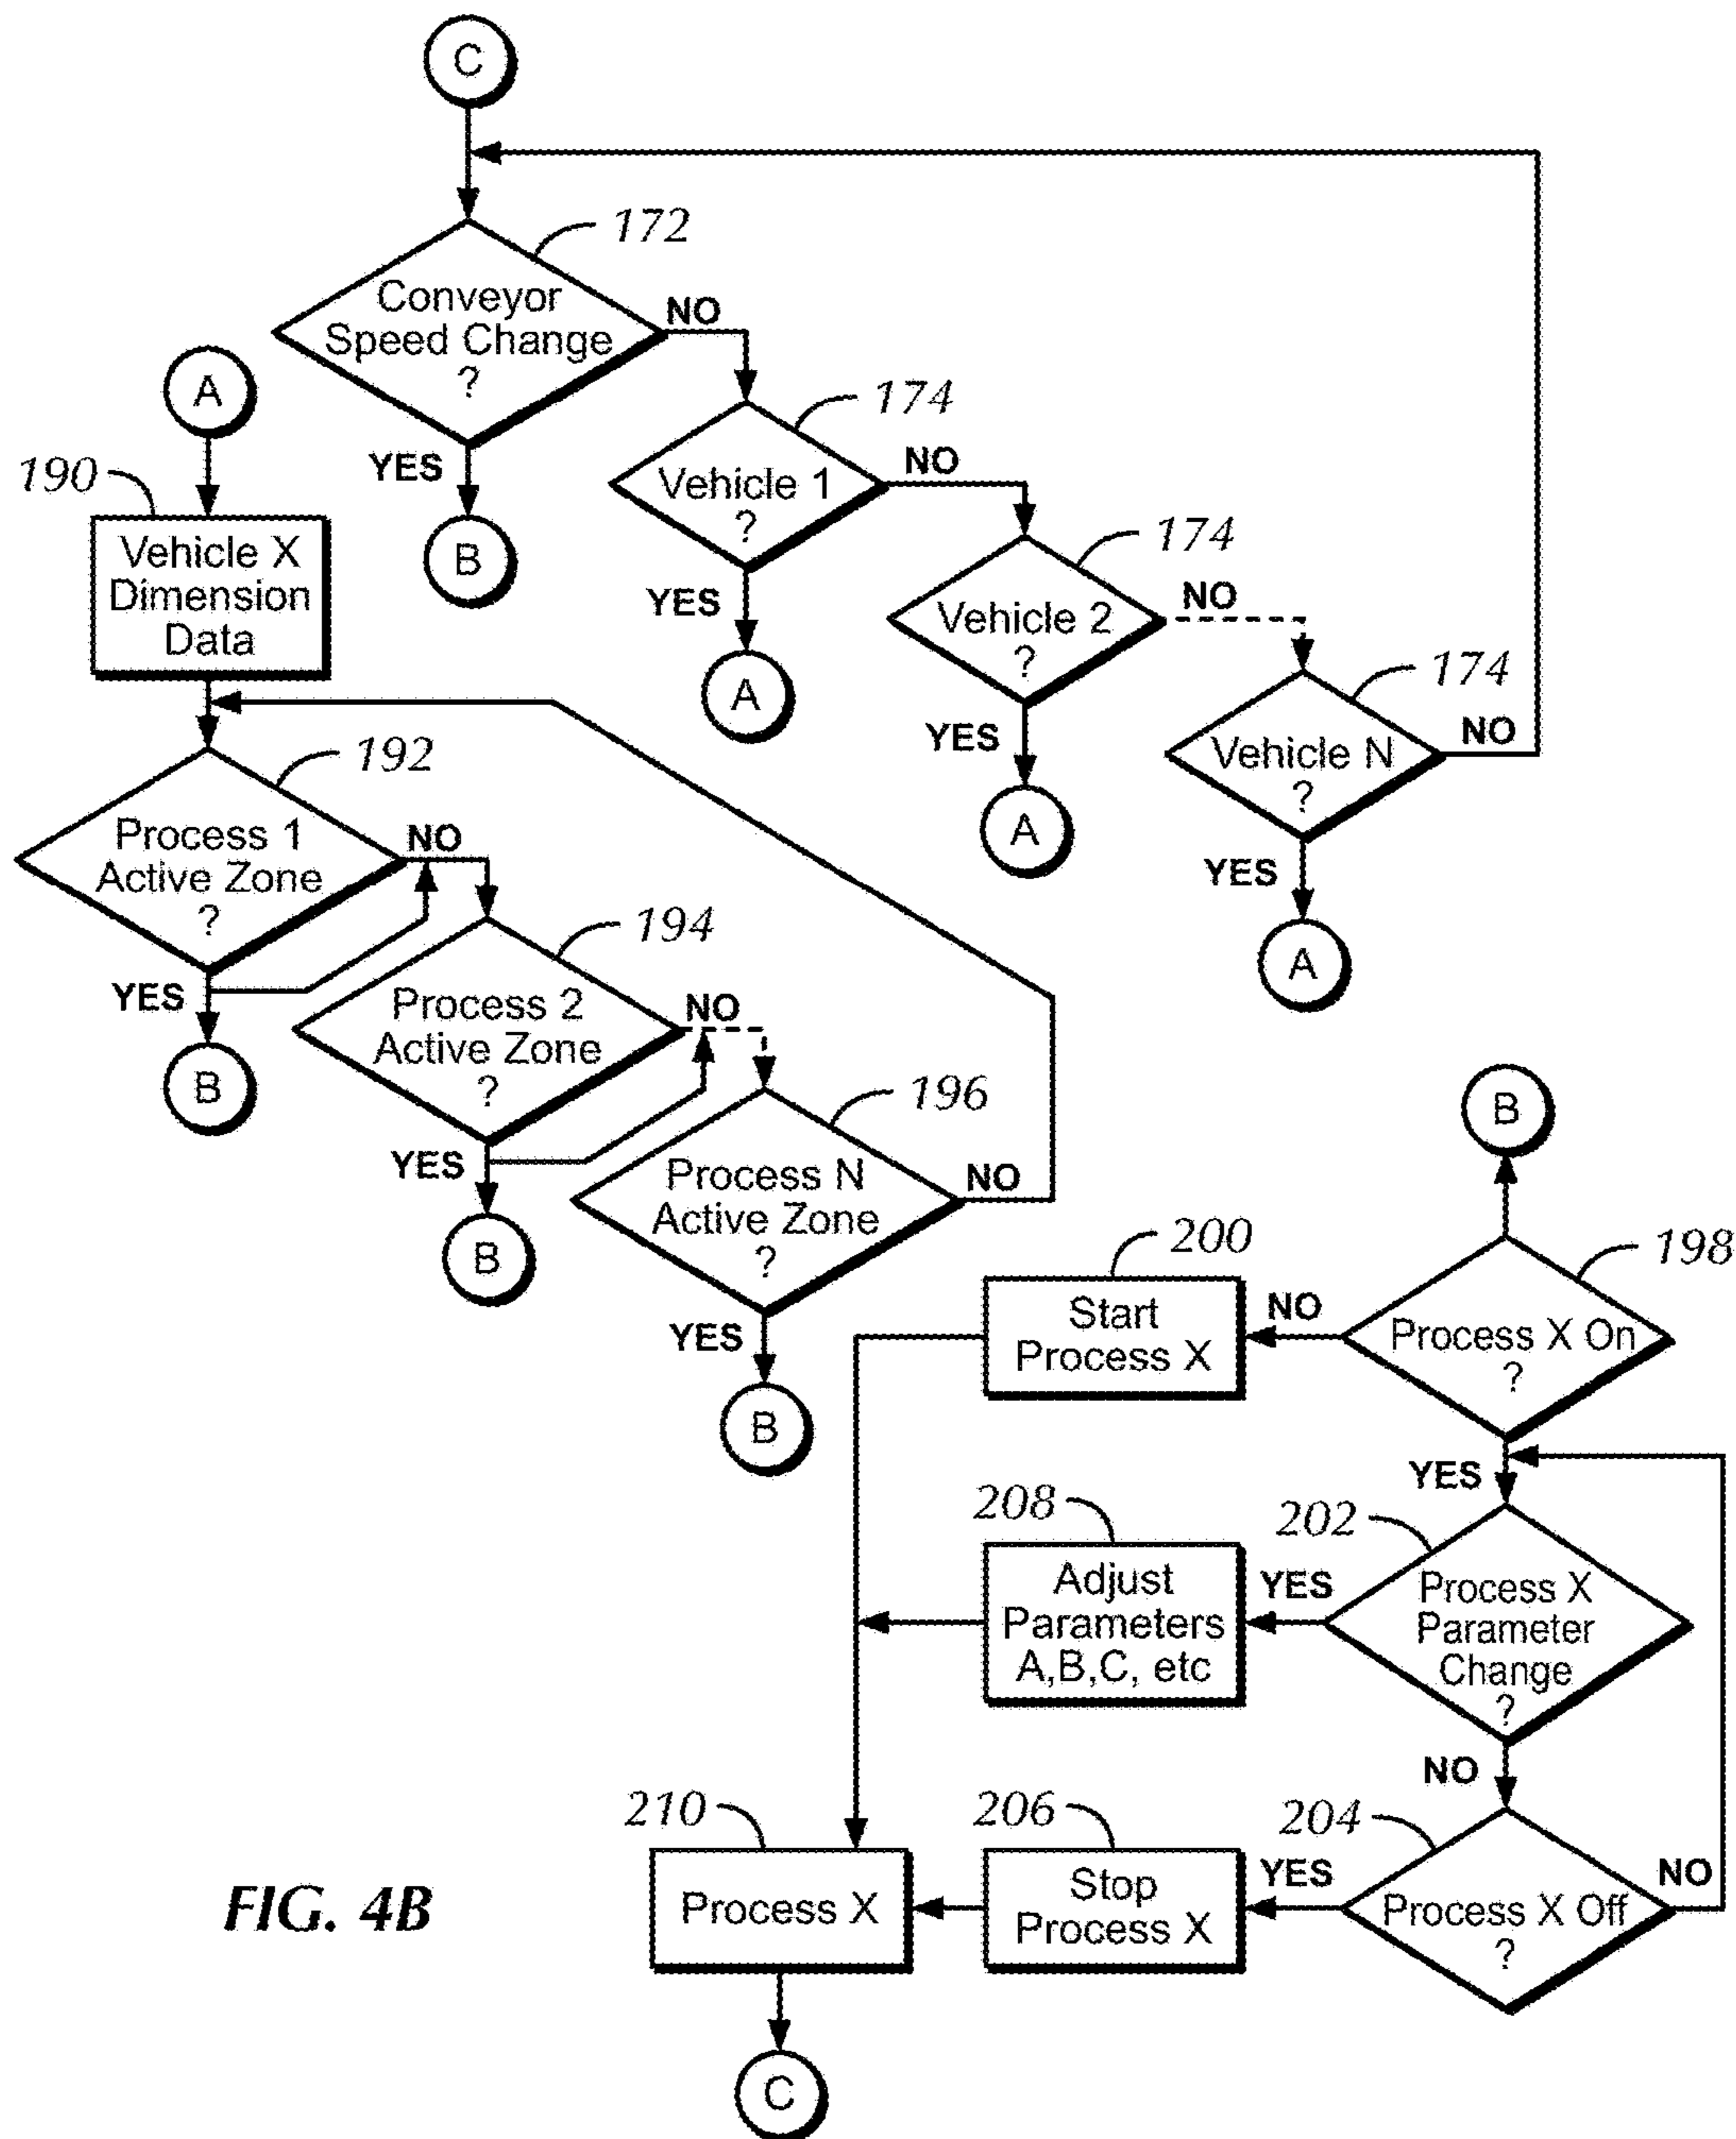 C
172
Conveyor
Speed Change
?
NO
YES
B
174
Vehicle 1
?
NO
YES
A
174
Vehicle 2
?
NO
YES
A
174
Vehicle N
?
NO
YES
A
A
190
Vehicle X
Dimension
Data
192
Process 1
Active Zone
?
NO
YES
B
194
Process 2
Active Zone
?
NO
YES
B
196
Process N
Active Zone
?
NO
YES
B
B
198
Process X On
?
NO
YES
200
Start
Process X
202
Process X
Parameter
Change
?
YES
NO
208
Adjust
Parameters
A,B,C, etc
204
Process X Off
?
YES
NO
206
Stop
Process X
210
Process X
C
FIG. 4B